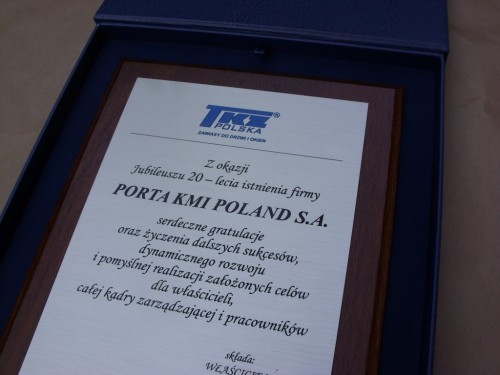 TKZ®
POLSKA
ZAWIASY DO DRZWI I OKIEN
Z okazji
Jubileuszu 20 – lecia istnienia firmy
PORTA KMI POLAND S.A.
serdeczne gratulacje
oraz życzenia dalszych sukcesów,
dynamicznego rozwoju
i pomyślnej realizacji założonych celów
dla właścicieli,
całej kadry zarządzającej i pracowników
składa: